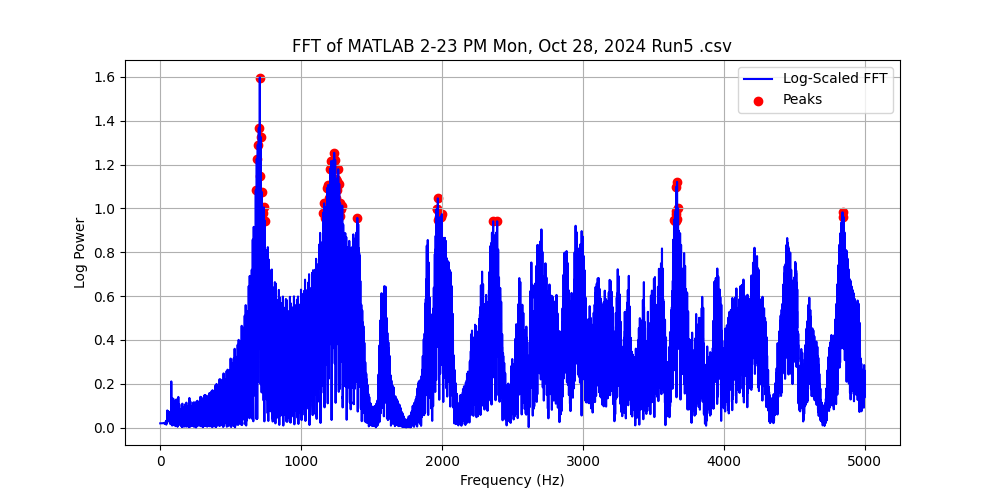 FFT of MATLAB 2-23 PM Mon, Oct 28, 2024 Run5 .csv
Log-Scaled FFT
Peaks
Log Power
1.6
1.4
1.2
1.0
0.8
0.6
0.4
0.2
0.0
0 1000 2000 3000 4000 5000
Frequency (Hz)